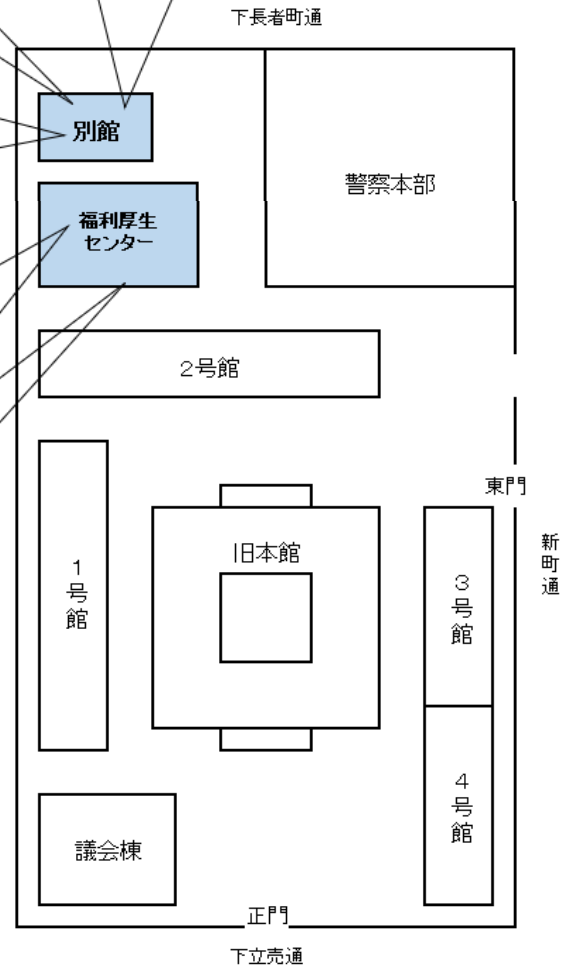 下長者町通
別館
警察本部
福利厚生
センター
2号館
東門
新町通
旧本館
1号館
3号館
4号館
議会棟
正門
下立売通